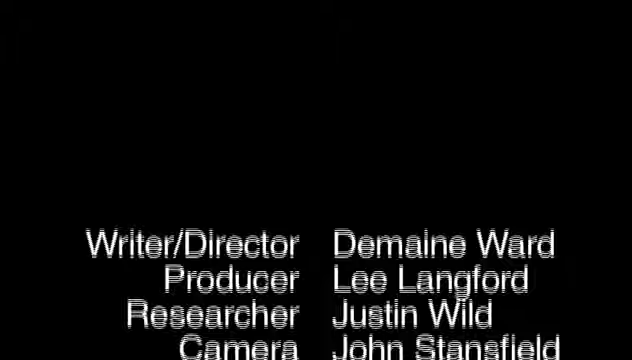 Writer/Director Demaine Ward
Producer Lee Langford
Researcher Justin Wild
Camera John Stansfield